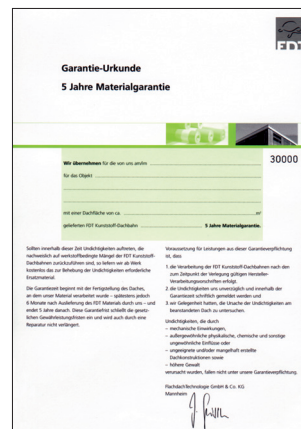 FDT
Garantie-Urkunde
5 Jahre Materialgarantie
30000
Wir übernehmen für die von uns am/im
für das Objekt
mit einer Dachfläche von ca. m²
gelieferten FDT Kunststoff-Dachbahn 5 Jahre Materialgarantie.
Sollten innerhalb dieser Zeit Undichtigkeiten auftreten, die
nachweislich auf werkstoffbedingte Mängel der FDT Kunststoff-
Dachbahnen zurückzuführen sind, so liefern wir ab Werk
kostenlos das zur Behebung der Undichtigkeiten erforderliche
Ersatzmaterial.
Die Garantiezeit beginnt mit der Fertigstellung des Daches,
an dem unser Material verarbeitet wurde – spätestens jedoch
6 Monate nach Auslieferung des FDT Materials durch uns – und
endet 5 Jahre danach. Diese Garantiefrist schließt die gesetz-
lichen Gewährleistungsfristen ein und wird auch durch eine
Reparatur nicht verlängert.
Voraussetzung für Leistungen aus dieser Garantieverpflichtung
ist, dass
1. die Verarbeitung der FDT Kunststoff-Dachbahnen nach den
zum Zeitpunkt der Verlegung gültigen Hersteller-
Verarbeitungsvorschriften erfolgt.
2. die Undichtigkeiten uns unverzüglich und innerhalb der
Garantiezeit schriftlich gemeldet werden und
3. wir Gelegenheit hatten, die Ursache der Undichtigkeiten am
beanstandeten Dach zu untersuchen.
Undichtigkeiten, die durch
– mechanische Einwirkungen,
– außergewöhnliche physikalische, chemische und sonstige
ungewöhnliche Einflüsse oder
– ungeeignete und/oder mangelhaft erstellte
Dachkonstruktionen sowie
– höhere Gewalt
verursacht wurden, fallen nicht unter unsere Garantieverpflichtung.
FlachdachTechnologie GmbH & Co. KG
Mannheim